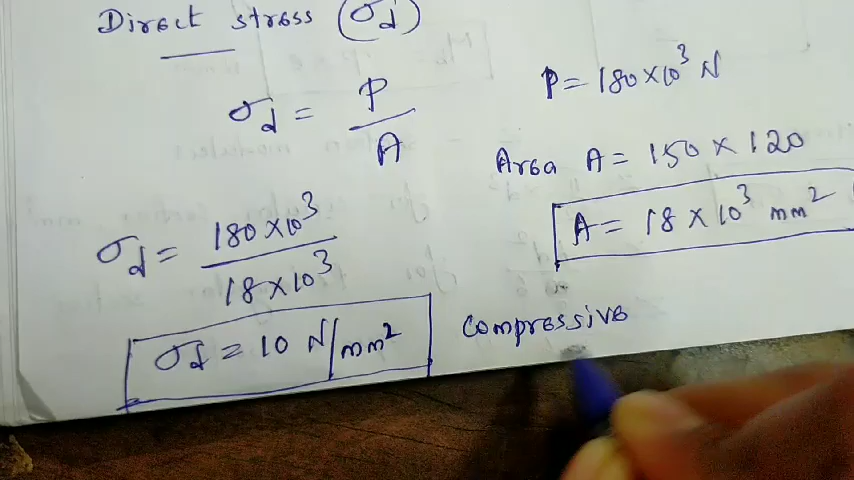 Direct stress (σd)
σd = P/A
P = 180×10³ N
Area A = 150 × 120
A = 18 × 10³ mm²
σd = 180×10³/18×10³
σd = 10 N/mm²
Compressive